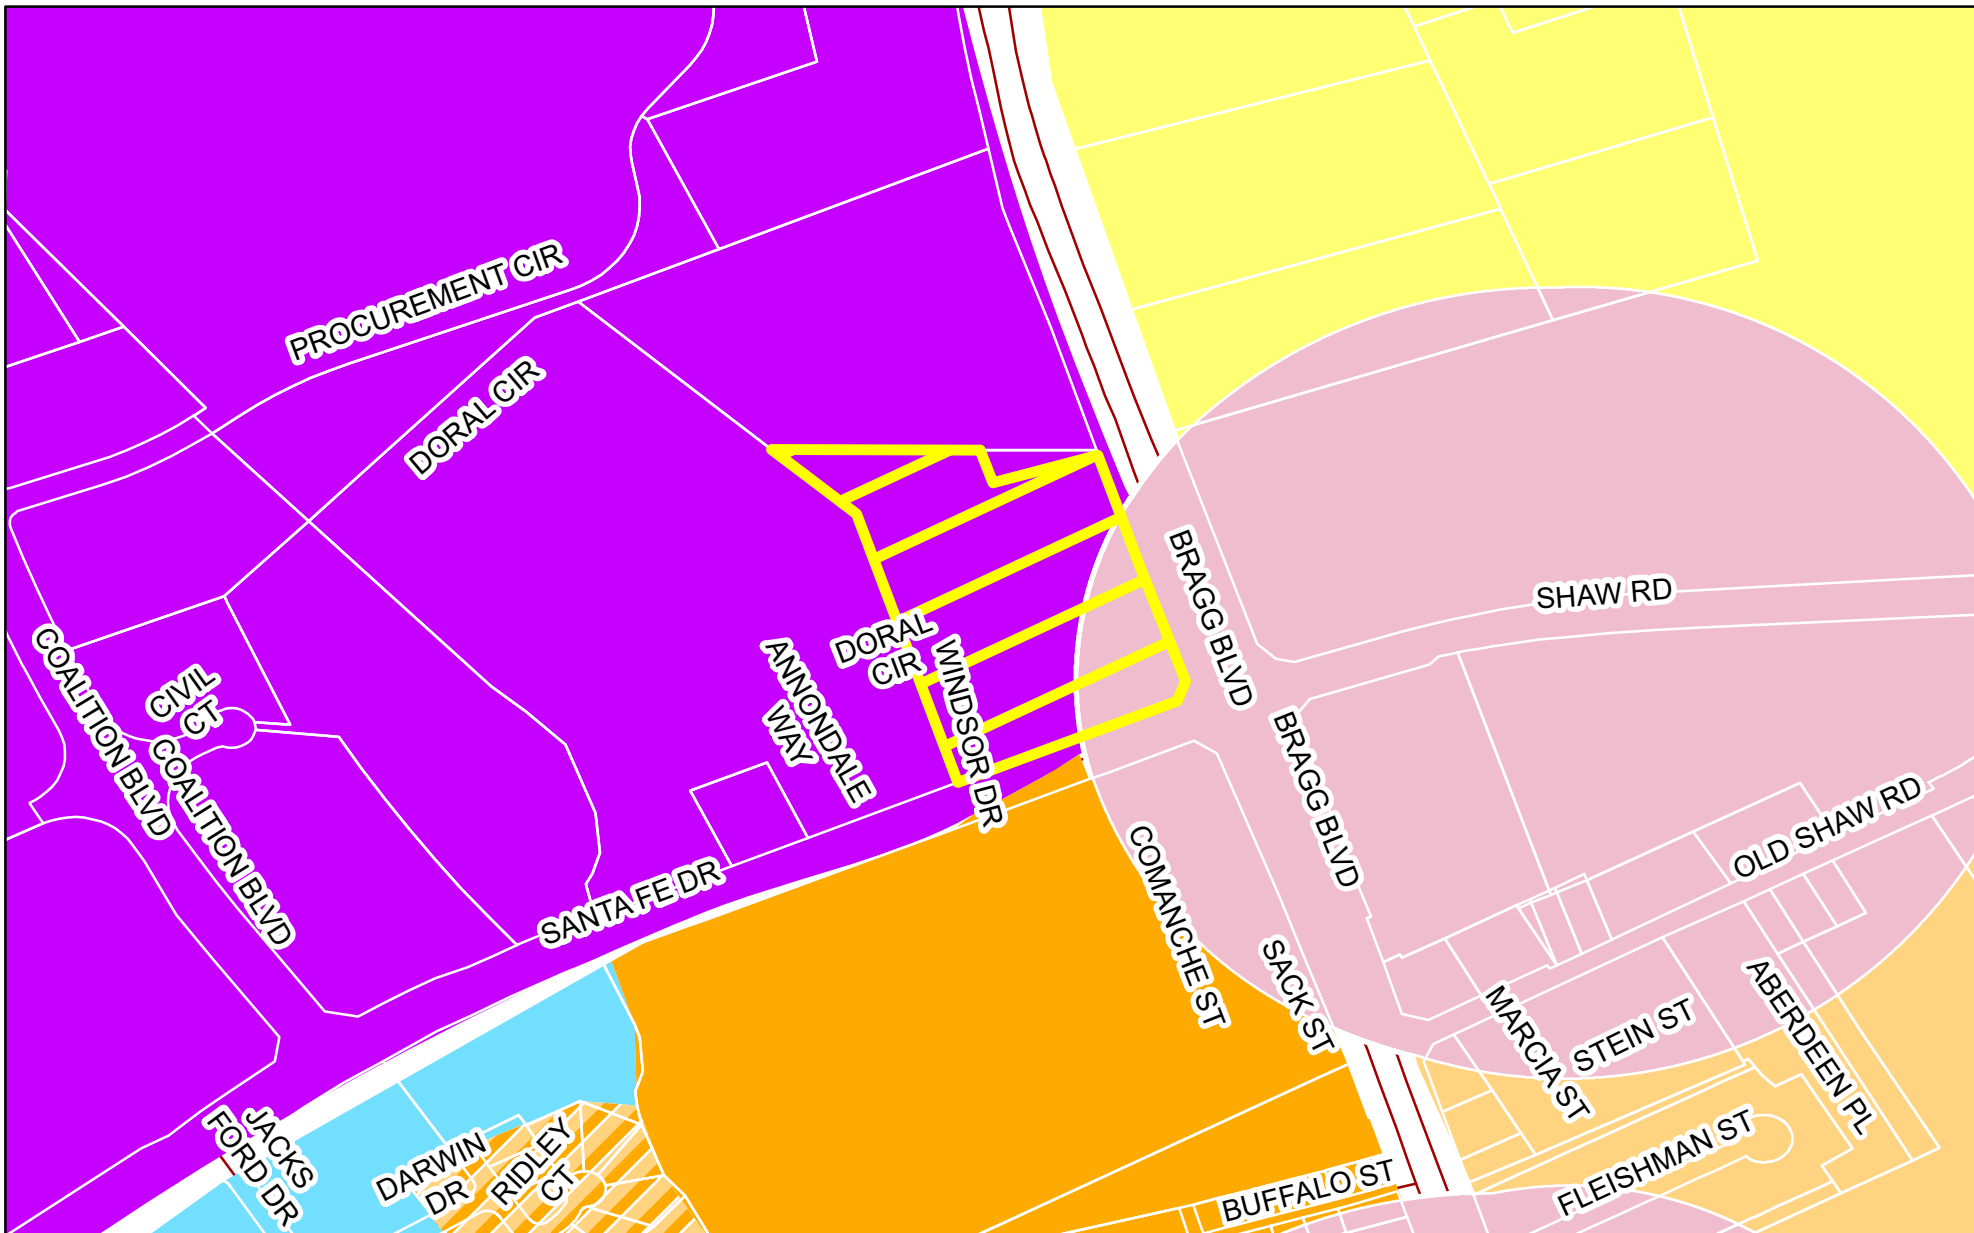 PROCUREMENT CIR
DORAL CIR
BRAGG BLVD
SHAW RD
DORAL
CIR
WINDSOR DR
ANNONDALE
WAY
COALITION BLVD
CIVIL
CT
COALITION BLVD
BRAGG BLVD
OLD SHAW RD
SANTA FE DR
COMANCHE ST
SACK ST
MARCIA ST
STEIN ST
ABERDEEN PL
JACKS
FORD DR
DARWIN
DR
RIDLEY
CT
BUFFALO ST
FLEISHMAN ST